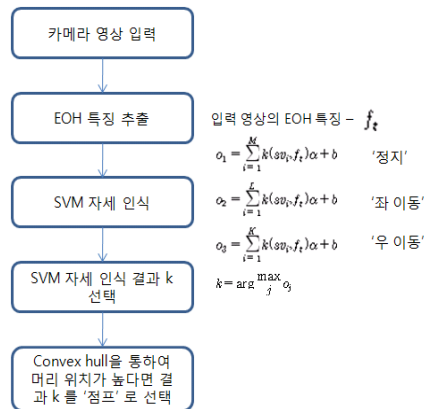 카메라 영상 입력
EOH 특징 추출
입력 영상의 EOH 특징 – f_t
o_1 = \sum_{i=1}^{M} k(sv_i, f_t)α + b   '정지'
SVM 자세 인식
o_2 = \sum_{i=1}^{L} k(sv_i, f_t)α + b   '좌 이동'
o_3 = \sum_{i=1}^{K} k(sv_i, f_t)α + b   '우 이동'
SVM 자세 인식 결과 k
선택
k = arg max_j o_j
Convex hull을 통하여
머리 위치가 높다면 결
과 k 를 '점프' 로 선택